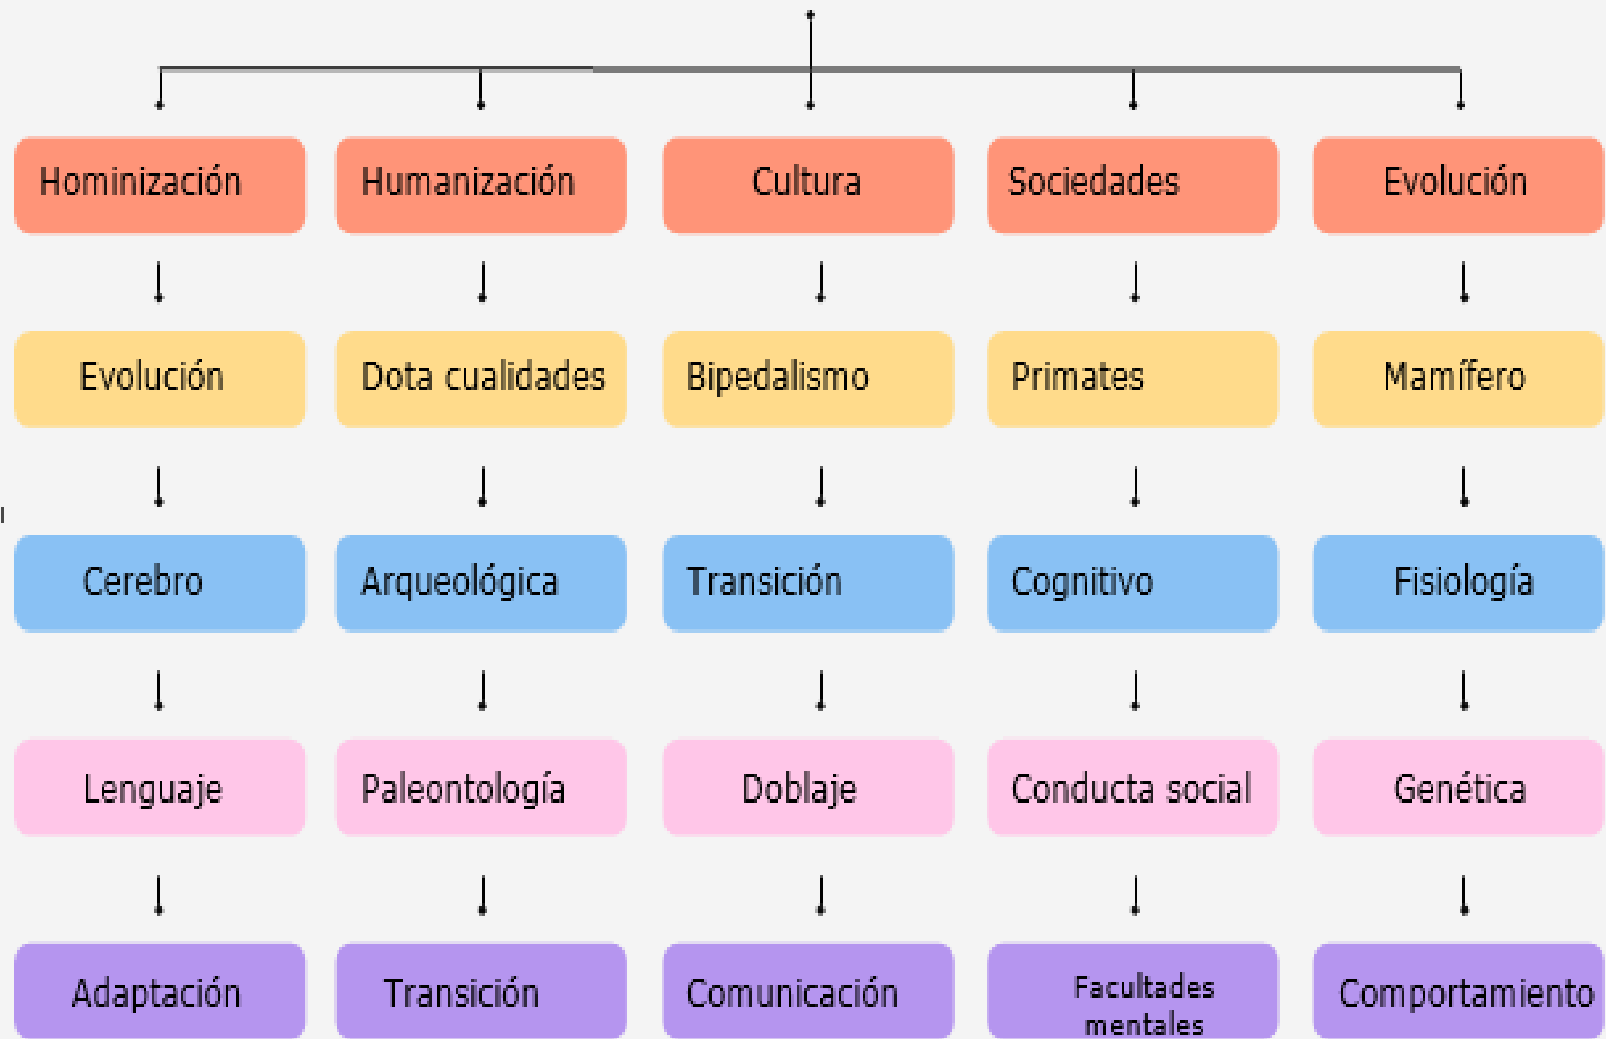 Hominización
Humanización
Cultura
Sociedades
Evolución
Evolución
Dota cualidades
Bipedalismo
Primates
Mamífero
Cerebro
Arqueológica
Transición
Cognitivo
Fisiología
Lenguaje
Paleontología
Doblaje
Conducta social
Genética
Adaptación
Transición
Comunicación
Facultades
mentales
Comportamiento